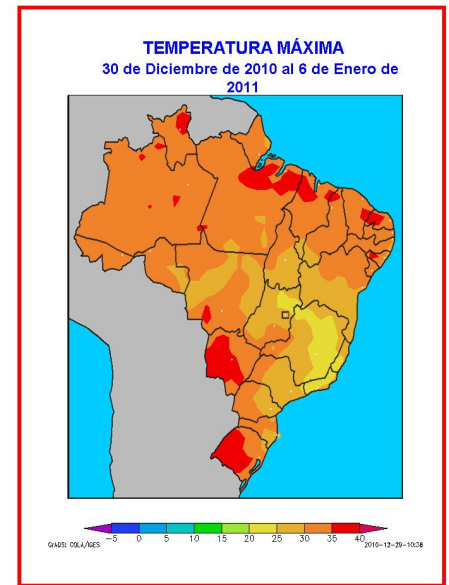 TEMPERATURA MÁXIMA
30 de Diciembre de 2010 al 6 de Enero de
2011
-5 0 5 10 15 20 25 30 35 40
GrADS: COLA/IGES 2010-12-29-10:38